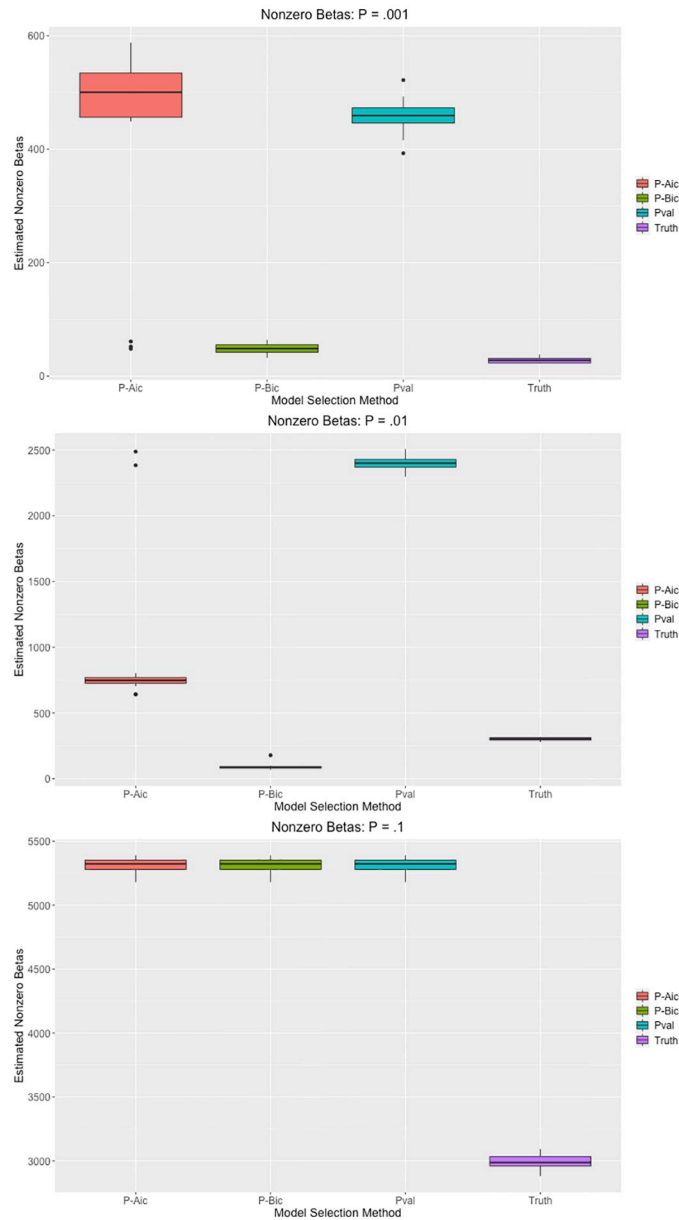 Nonzero Betas: P = .001
600
400
200
0
Estimated Nonzero Betas
P-Aic
P-Bic
Pval
Truth
P-Aic P-Bic Pval Truth
Model Selection Method
Nonzero Betas: P = .01
2500
2000
1500
1000
500
0
Estimated Nonzero Betas
P-Aic
P-Bic
Pval
Truth
P-Aic P-Bic Pval Truth
Model Selection Method
Nonzero Betas: P = .1
5500
5000
4500
4000
3500
3000
Estimated Nonzero Betas
P-Aic
P-Bic
Pval
Truth
P-Aic P-Bic Pval Truth
Model Selection Method